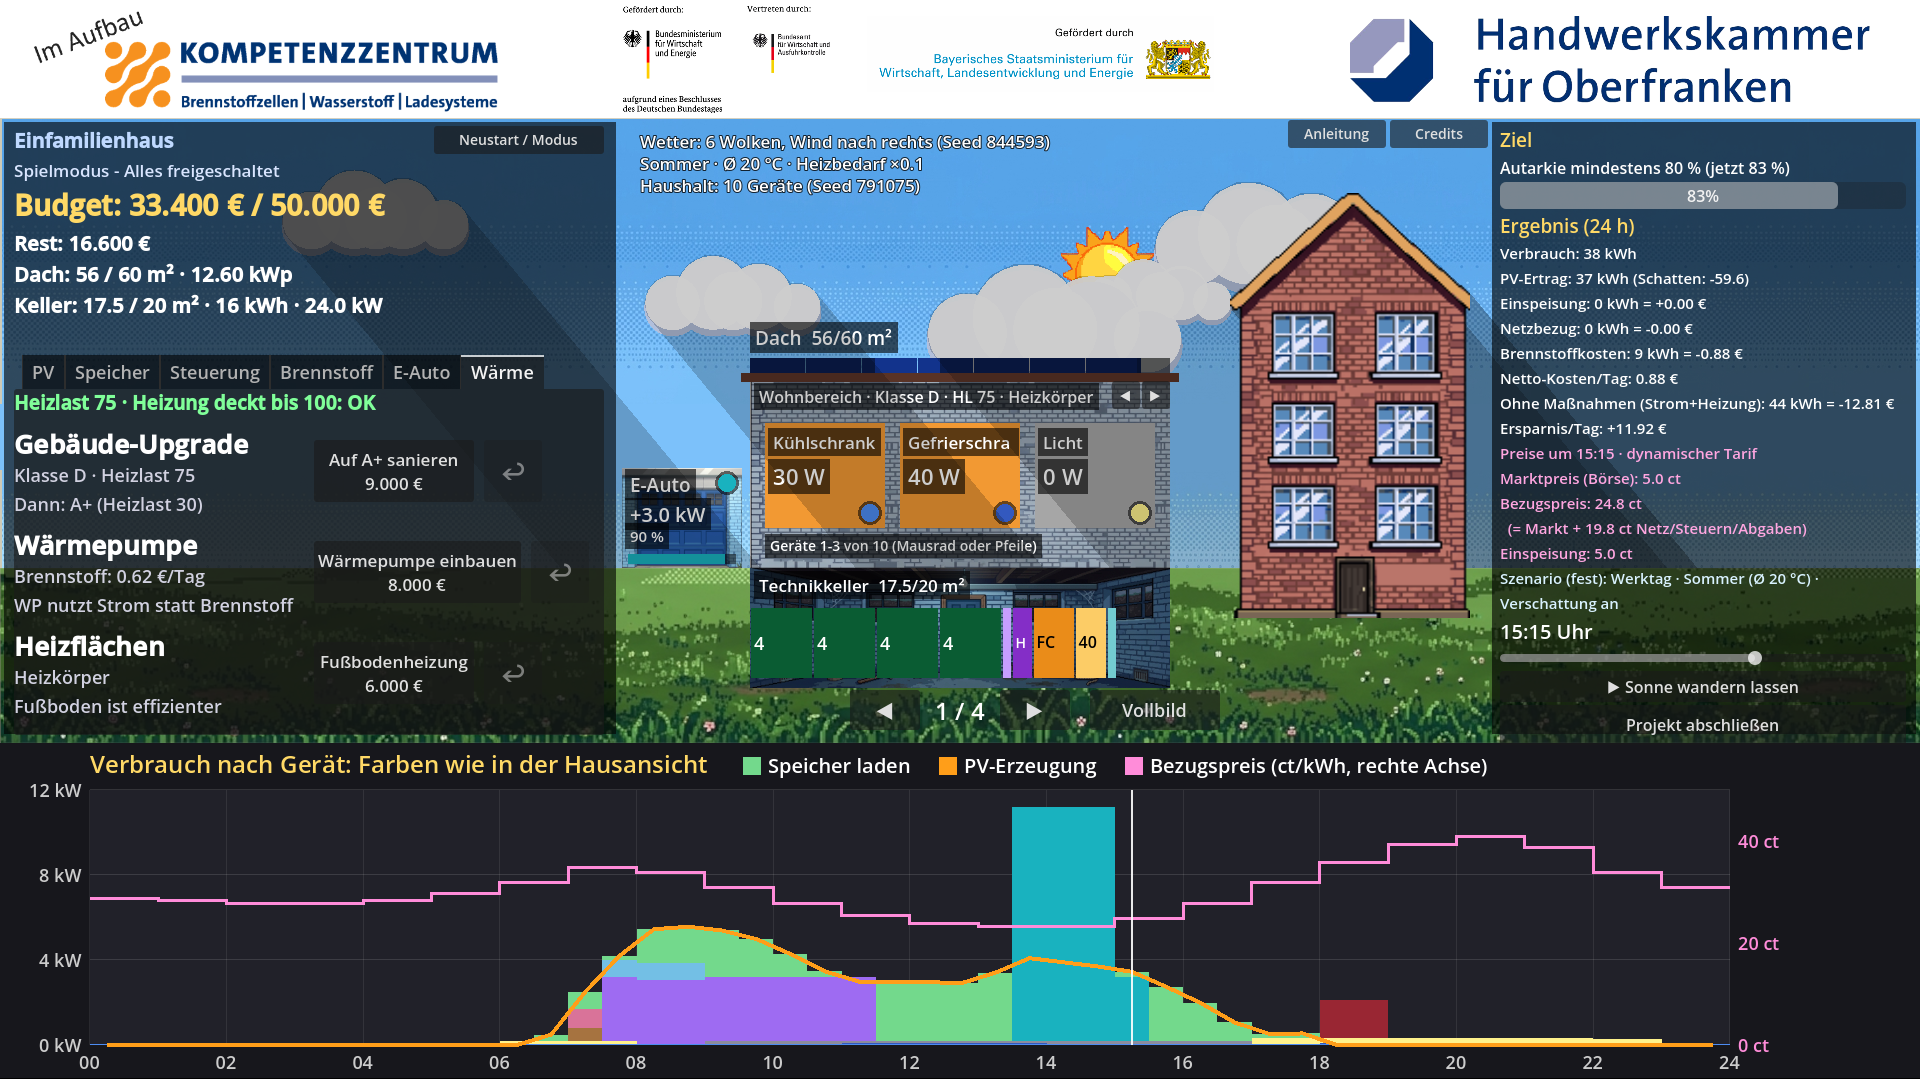 Im Aufbau
KOMPETENZZENTRUM
Brennstoffzellen | Wasserstoff | Ladesysteme
Gefördert durch:
Bundesministerium
für Wirtschaft
und Energie
aufgrund eines Beschlusses
des Deutschen Bundestages
Vertreten durch:
Bundesamt
für Wirtschaft und
Ausfuhrkontrolle
Gefördert durch
Bayerisches Staatsministerium für
Wirtschaft, Landesentwicklung und Energie
Handwerkskammer
für Oberfranken
Einfamilienhaus
Neustart / Modus
Spielmodus - Alles freigeschaltet
Budget: 33.400 € / 50.000 €
Rest: 16.600 €
Dach: 56 / 60 m² · 12.60 kWp
Keller: 17.5 / 20 m² · 16 kWh · 24.0 kW
PV
Speicher
Steuerung
Brennstoff
E-Auto
Wärme
Heizlast 75 · Heizung deckt bis 100: OK
Gebäude-Upgrade
Klasse D · Heizlast 75
Dann: A+ (Heizlast 30)
Auf A+ sanieren
9.000 €
Wärmepumpe
Brennstoff: 0.62 €/Tag
WP nutzt Strom statt Brennstoff
Wärmepumpe einbauen
8.000 €
Heizflächen
Heizkörper
Fußboden ist effizienter
Fußbodenheizung
6.000 €
Wetter: 6 Wolken, Wind nach rechts (Seed 844593)
Sommer · Ø 20 °C · Heizbedarf ×0.1
Haushalt: 10 Geräte (Seed 791075)
Anleitung
Credits
Dach 56/60 m²
Wohnbereich · Klasse D · HL 75 · Heizkörper
◀ ▶
Kühlschrank
30 W
Gefrierschra
40 W
Licht
0 W
Geräte 1-3 von 10 (Mausrad oder Pfeile)
E-Auto
+3.0 kW
90 %
Technikkeller 17.5/20 m²
4 4 4 4 H FC 40
◀ 1 / 4 ▶
Vollbild
Ziel
Autarkie mindestens 80 % (jetzt 83 %)
83%
Ergebnis (24 h)
Verbrauch: 38 kWh
PV-Ertrag: 37 kWh (Schatten: -59.6)
Einspeisung: 0 kWh = +0.00 €
Netzbezug: 0 kWh = -0.00 €
Brennstoffkosten: 9 kWh = -0.88 €
Netto-Kosten/Tag: 0.88 €
Ohne Maßnahmen (Strom+Heizung): 44 kWh = -12.81 €
Ersparnis/Tag: +11.92 €
Preise um 15:15 · dynamischer Tarif
Marktpreis (Börse): 5.0 ct
Bezugspreis: 24.8 ct
(= Markt + 19.8 ct Netz/Steuern/Abgaben)
Einspeisung: 5.0 ct
Szenario (fest): Werktag · Sommer (Ø 20 °C) ·
Verschattung an
15:15 Uhr
▶ Sonne wandern lassen
Projekt abschließen
Verbrauch nach Gerät: Farben wie in der Hausansicht
Speicher laden
PV-Erzeugung
Bezugspreis (ct/kWh, rechte Achse)
12 kW
8 kW
4 kW
0 kW
40 ct
20 ct
0 ct
00 02 04 06 08 10 12 14 16 18 20 22 24